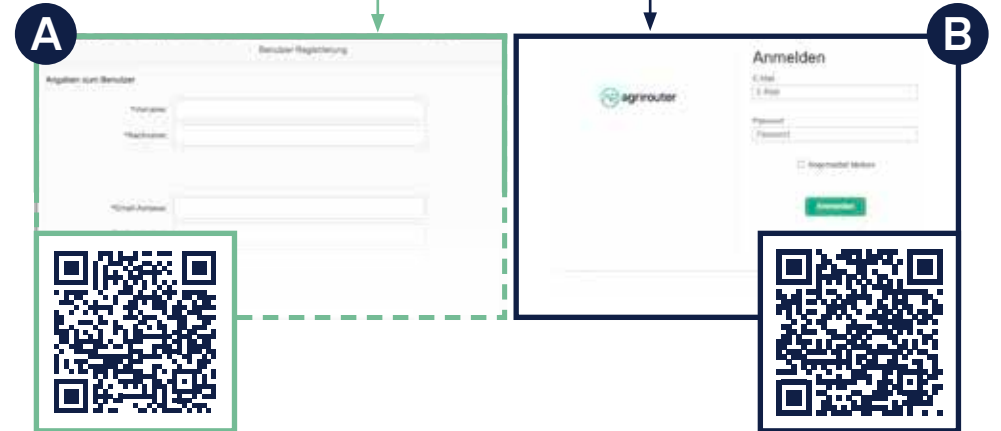 A
Benutzer-Registrierung
Angaben zum Benutzer
*Vorname:
*Nachname:
*Email-Adresse:
B
Anmelden
agrirouter
E-Mail
E-Mail
Passwort
Passwort
Angemeldet bleiben
Anmelden